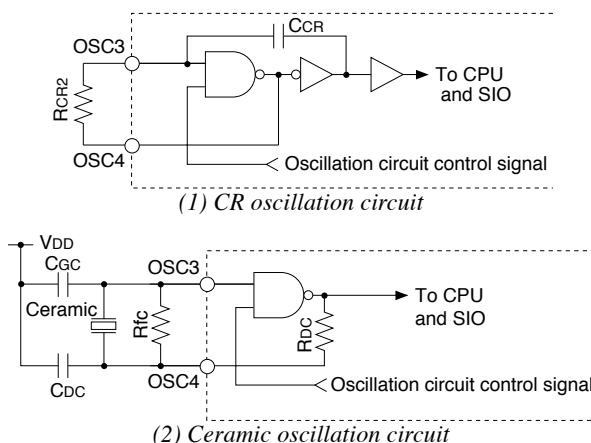 CCR
OSC3
To CPU
and SIO
RCR2
OSC4
Oscillation circuit control signal
(1) CR oscillation circuit
VDD
CGC
OSC3
Ceramic
Rfc
To CPU
and SIO
RDC
CDC
OSC4
Oscillation circuit control signal
(2) Ceramic oscillation circuit